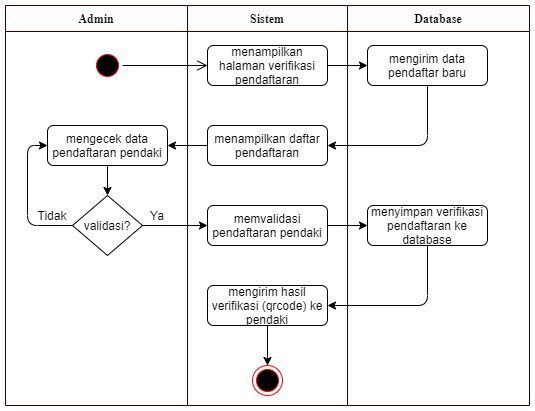 Admin
Sistem
Database
menampilkan
halaman verifikasi
pendaftaran
mengirim data
pendaftar baru
mengecek data
pendaftaran pendaki
menampilkan daftar
pendaftaran
Tidak
validasi?
Ya
memvalidasi
pendaftaran pendaki
menyimpan verifikasi
pendaftaran ke
database
mengirim hasil
verifikasi (qrcode) ke
pendaki